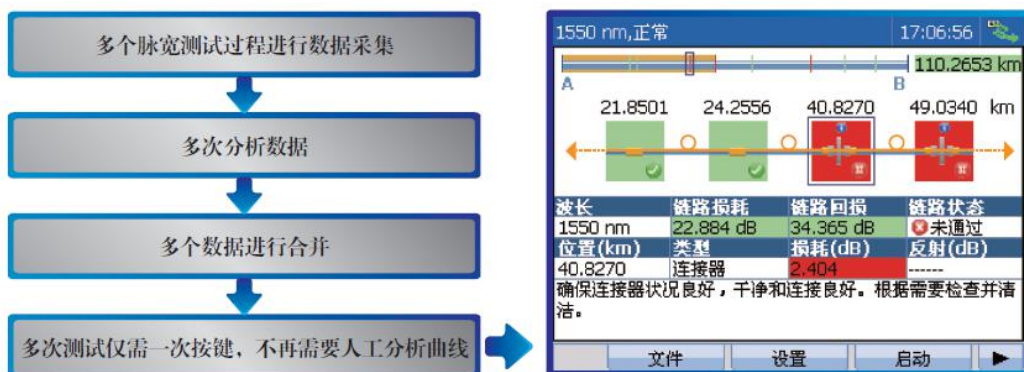 多个脉宽测试过程进行数据采集
多次分析数据
多个数据进行合并
多次测试仅需一次按键，不再需要人工分析曲线
1550 nm,正常 17:06:56
110.2653 km
A B
21.8501 24.2556 40.8270 49.0340 km
波长 链路损耗 链路回损 链路状态
1550 nm 22.884 dB 34.365 dB 未通过
位置(km) 类型 损耗(dB) 反射(dB)
40.8270 连接器 2.404 ------
确保连接器状况良好，干净和连接良好。根据需要检查并清
洁。
文件 设置 启动